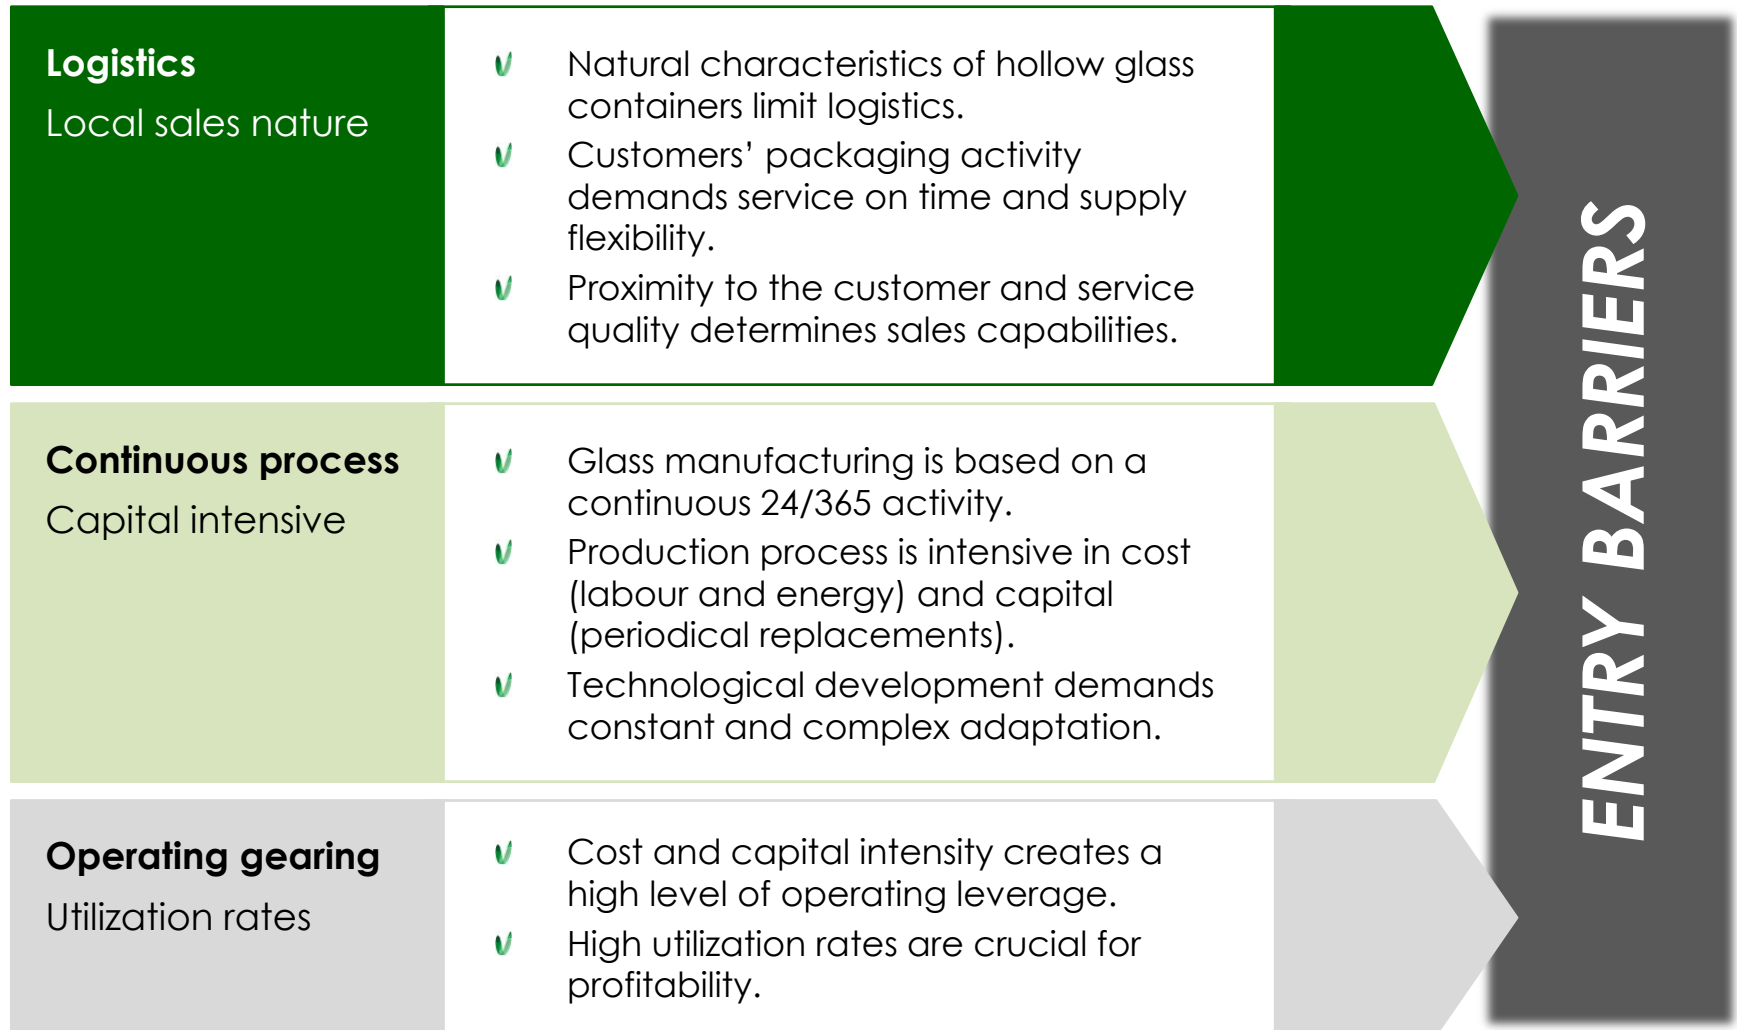 Logistics
Local sales nature
Natural characteristics of hollow glass
containers limit logistics.
Customers’ packaging activity
demands service on time and supply
flexibility.
Proximity to the customer and service
quality determines sales capabilities.
Continuous process
Capital intensive
Glass manufacturing is based on a
continuous 24/365 activity.
Production process is intensive in cost
(labour and energy) and capital
(periodical replacements).
Technological development demands
constant and complex adaptation.
Operating gearing
Utilization rates
Cost and capital intensity creates a
high level of operating leverage.
High utilization rates are crucial for
profitability.
ENTRY BARRIERS